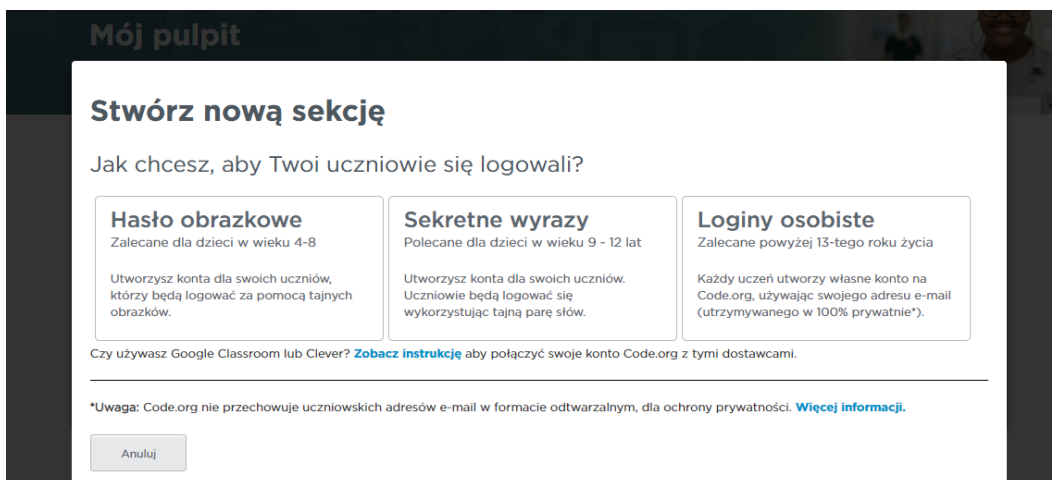 Mój pulpit
Stwórz nową sekcję
Jak chcesz, aby Twoi uczniowie się logowali?
Hasło obrazkowe
Zalecane dla dzieci w wieku 4-8
Utworzysz konta dla swoich uczniów,
którzy będą logować za pomocą tajnych
obrazków.
Sekretne wyrazy
Polecane dla dzieci w wieku 9 - 12 lat
Utworzysz konta dla swoich uczniów.
Uczniowie będą logować się
wykorzystując tajną parę słów.
Loginy osobiste
Zalecane powyżej 13-tego roku życia
Każdy uczeń utworzy własne konto na
Code.org, używając swojego adresu e-mail
(utrzymywanego w 100% prywatnie*).
Czy używasz Google Classroom lub Clever? Zobacz instrukcję aby połączyć swoje konto Code.org z tymi dostawcami.
*Uwaga: Code.org nie przechowuje uczniowskich adresów e-mail w formacie odtwarzalnym, dla ochrony prywatności. Więcej informacji.
Anuluj